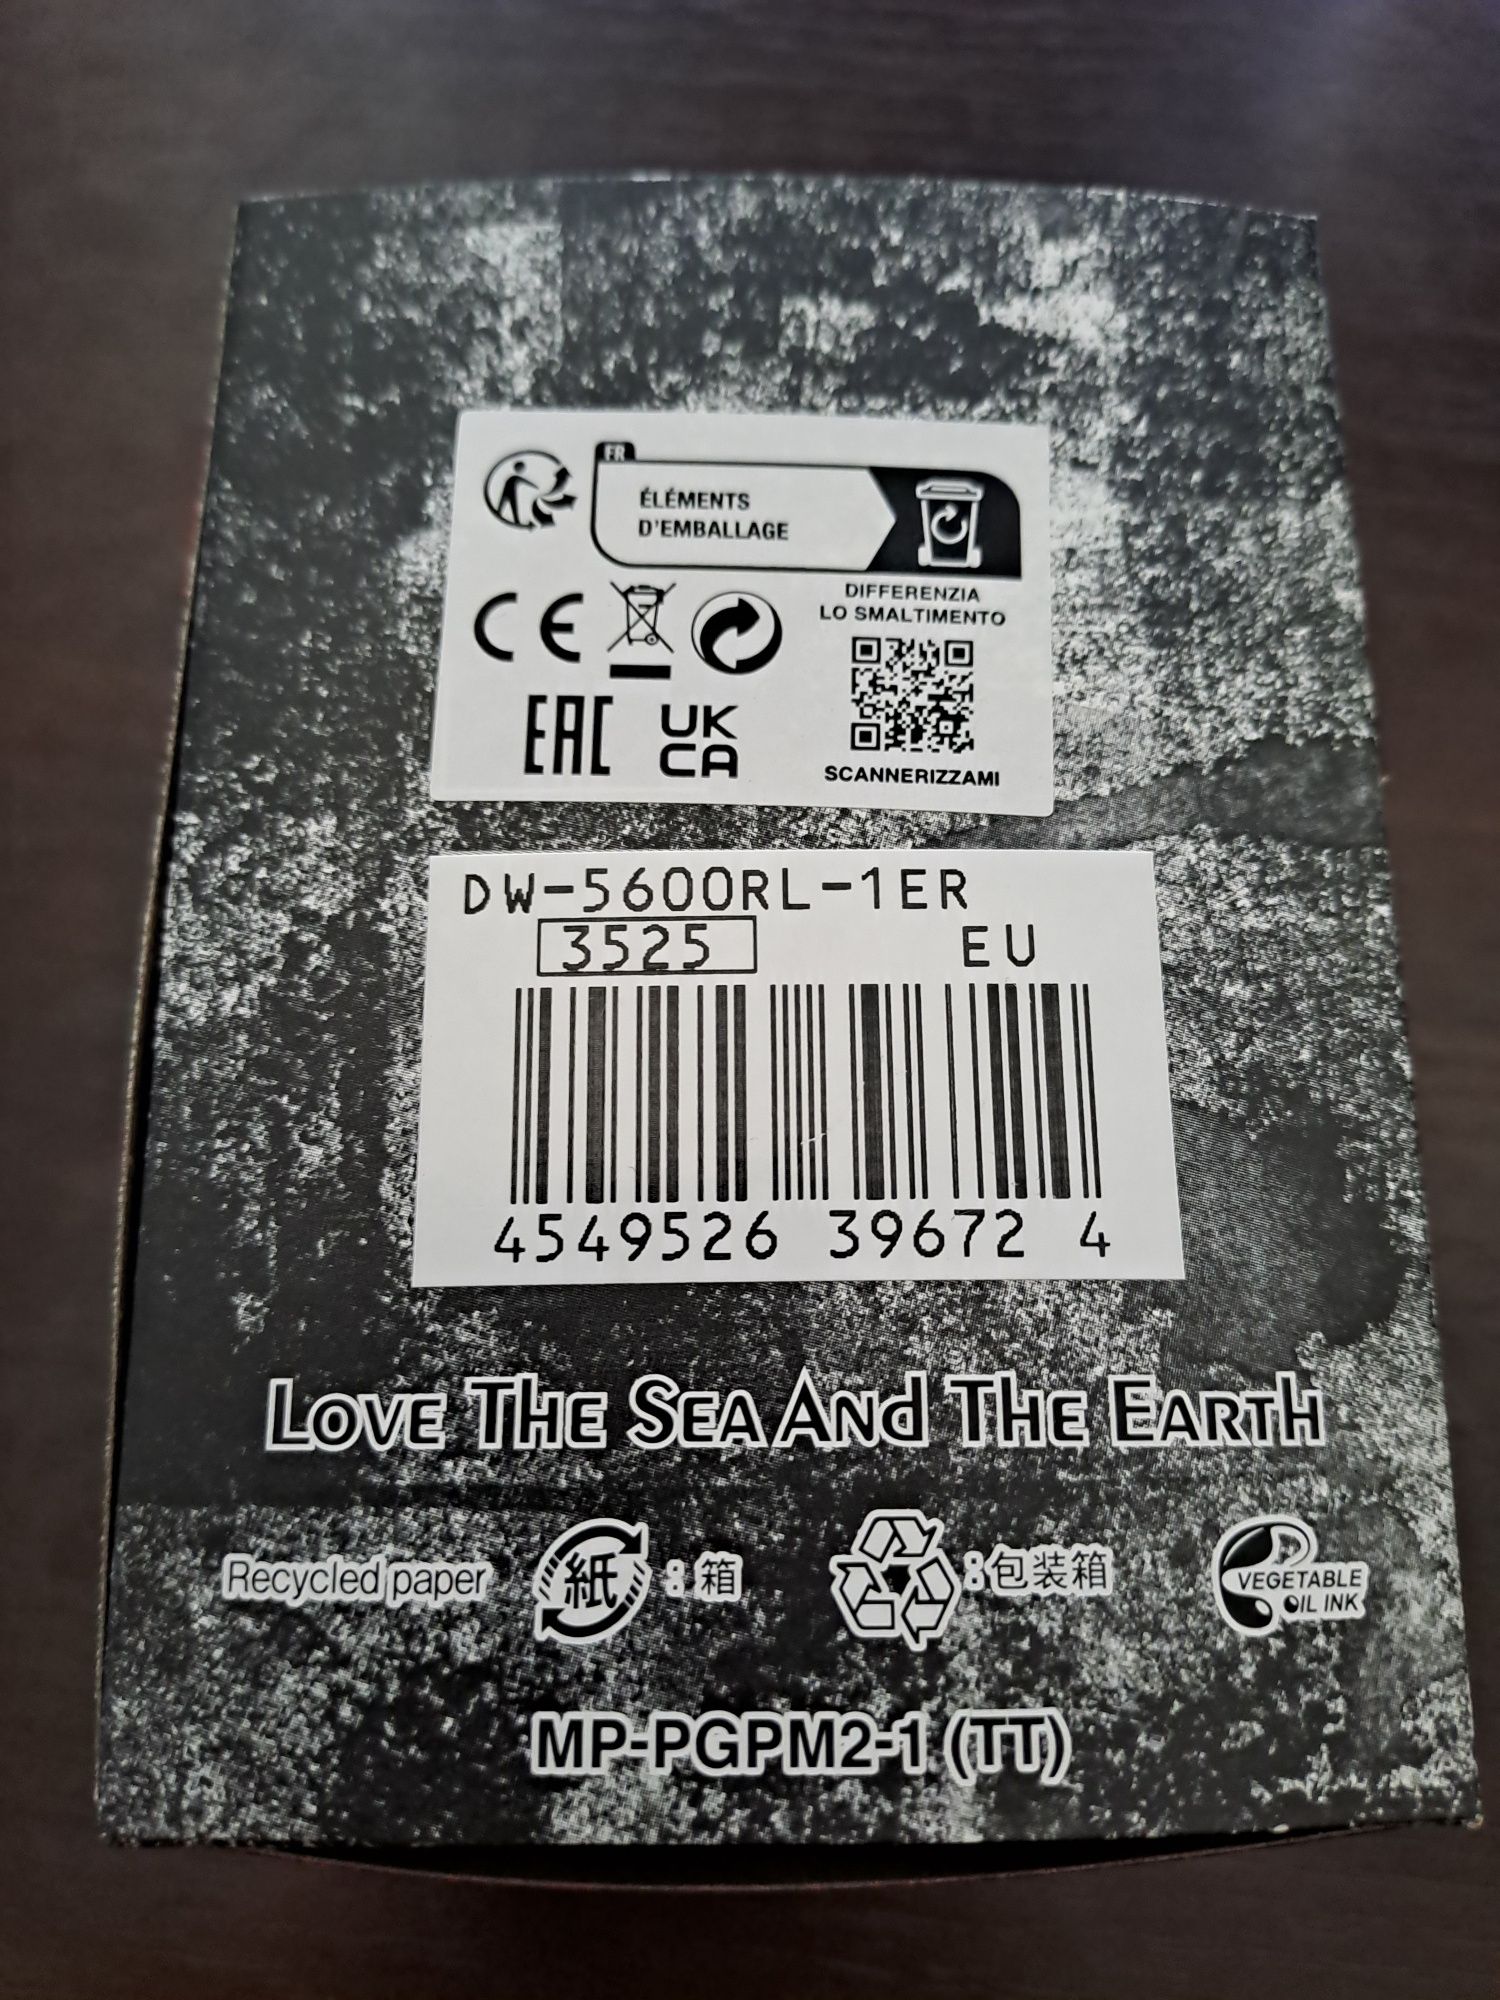 FR
ÉLÉMENTS
D'EMBALLAGE
DIFFERENZIA
LO SMALTIMENTO
CE
EAC
UK
CA
SCANNERIZZAMI
DW-5600RL-1ER
3525 EU
4549526 39672 4
LOVE THE SEA AND THE EARTH
Recycled paper 紙 : 箱 : 包装箱 VEGETABLE
OIL INK
MP-PGPM2-1 (TT)